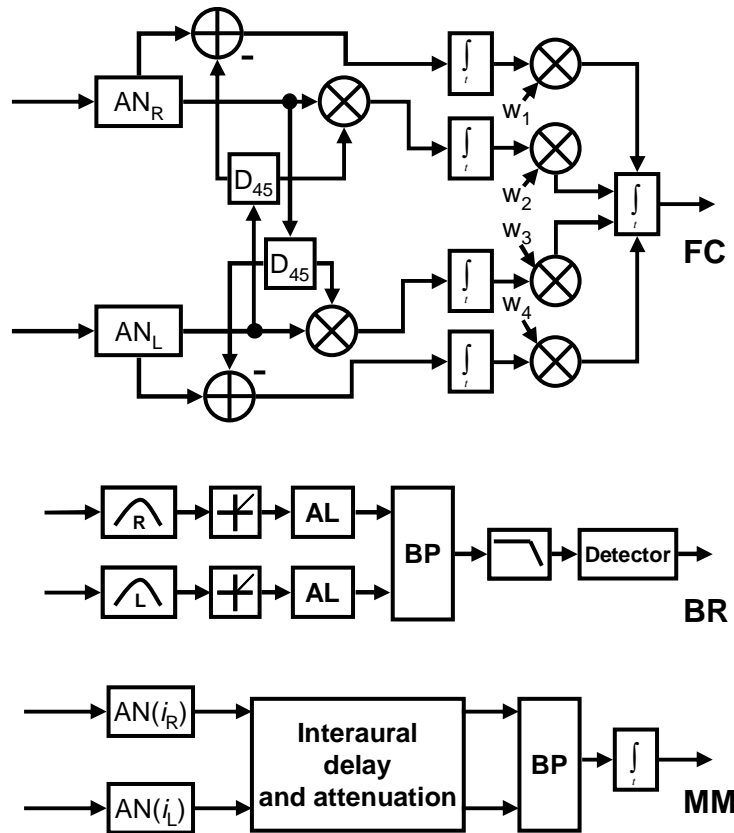 -
AN_R
∫ t
w_1
∫ t
D_45
w_2
∫ t
FC
w_3
D_45
∫ t
w_4
AN_L
-
∫ t
R
AL
BP
Detector
L
AL
BR
AN(i_R)
Interaural
delay
and attenuation
BP
∫ t
AN(i_L)
MM